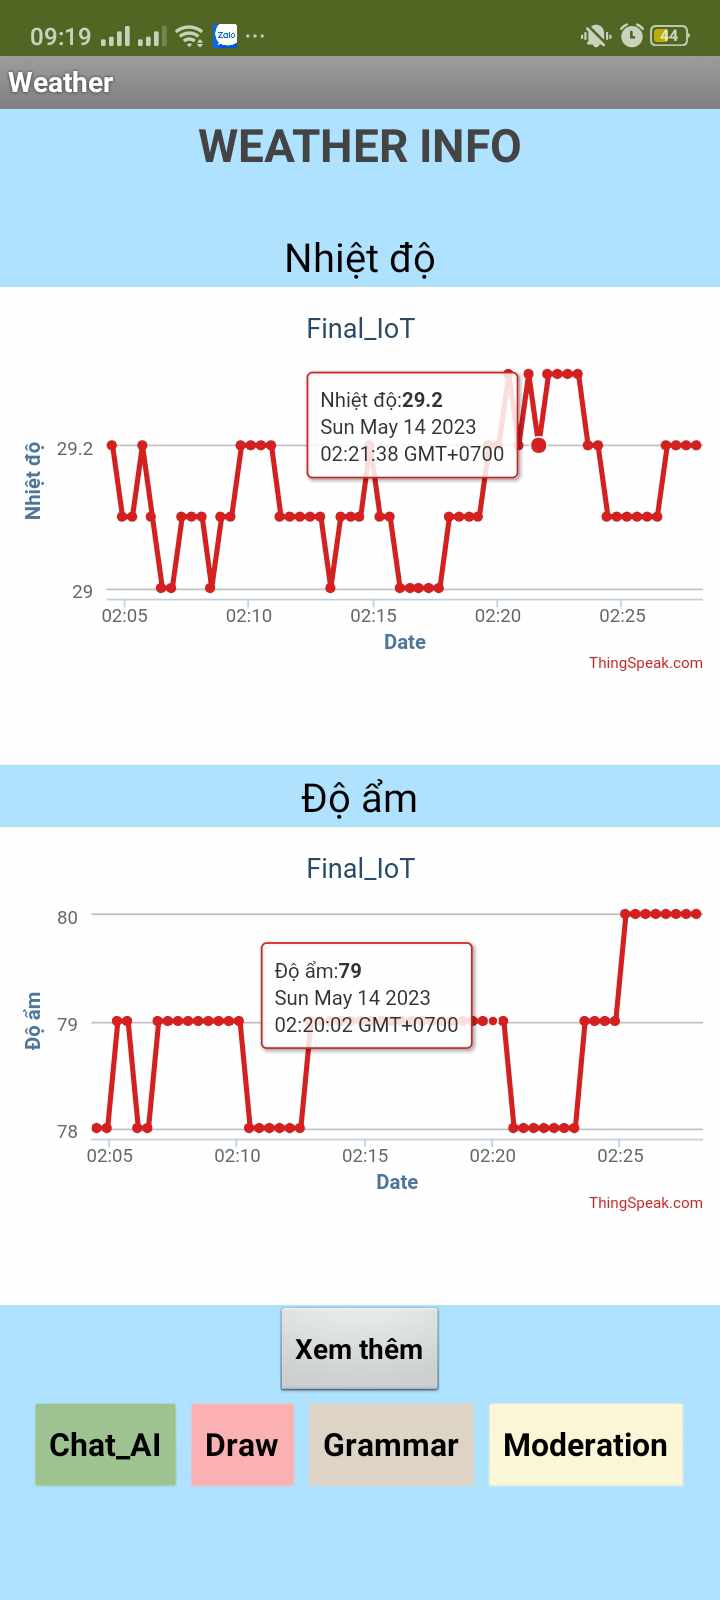 09:19 Zalo ... 44
Weather
WEATHER INFO
Nhiệt độ
Final_IoT
Nhiệt độ:29.2
Sun May 14 2023
02:21:38 GMT+0700
Nhiệt độ
29.2
29
02:05 02:10 02:15 02:20 02:25
Date
ThingSpeak.com
Độ ẩm
Final_IoT
80
Độ ẩm:79
Sun May 14 2023
02:20:02 GMT+0700
Độ ẩm
79
78
02:05 02:10 02:15 02:20 02:25
Date
ThingSpeak.com
Xem thêm
Chat_AI Draw Grammar Moderation